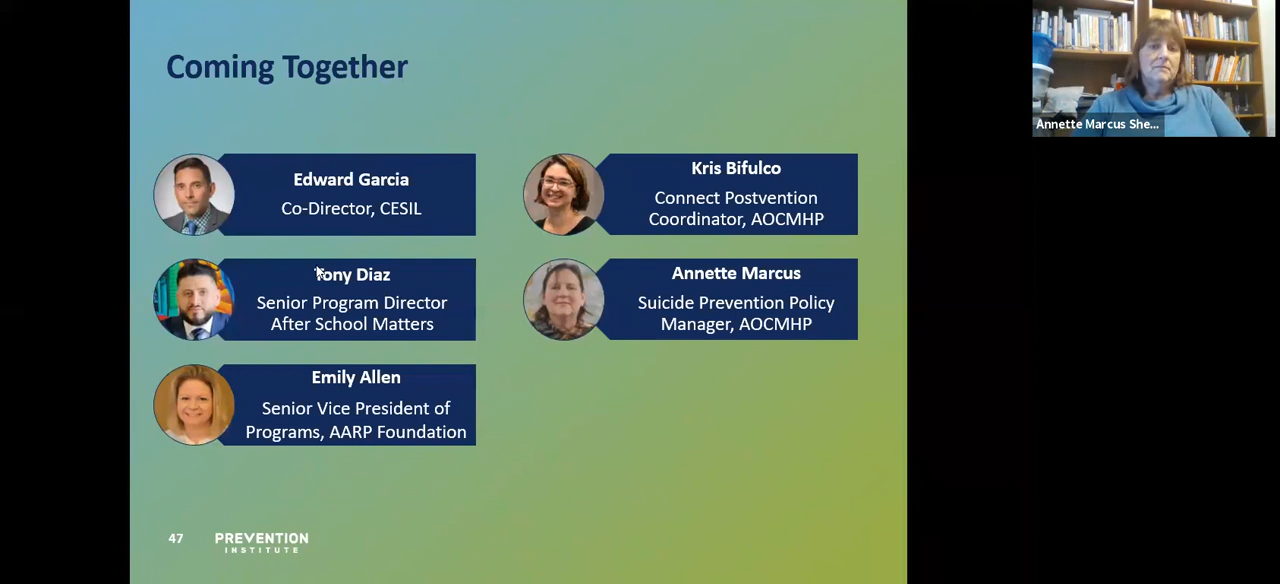 Coming Together
Edward Garcia
Co-Director, CESIL
Tony Diaz
Senior Program Director
After School Matters
Emily Allen
Senior Vice President of
Programs, AARP Foundation
Kris Bifulco
Connect Postvention
Coordinator, AOCMHP
Annette Marcus
Suicide Prevention Policy
Manager, AOCMHP
47
PREVENTION
INSTITUTE
Annette Marcus She...